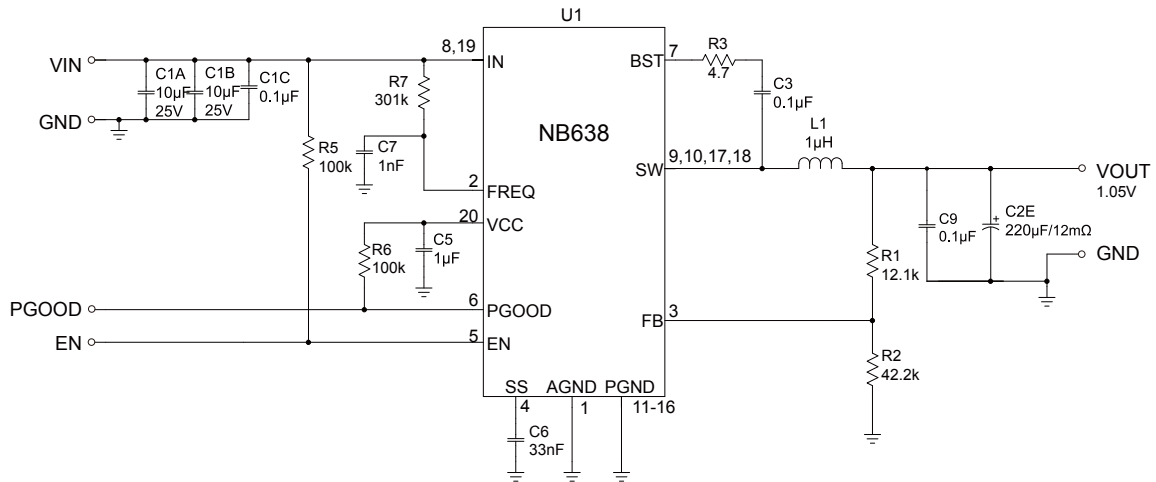 U1
NB638
VIN
GND
C1A
10µF
25V
C1B
10µF
25V
C1C
0.1µF
R5
100k
R7
301k
C7
1nF
8,19
IN
2
FREQ
20
VCC
R6
100k
C5
1µF
PGOOD
6
PGOOD
EN
5
EN
SS
4
AGND
1
PGND
11-16
C6
33nF
BST
7
R3
4.7
C3
0.1µF
SW
9,10,17,18
L1
1µH
VOUT
1.05V
C9
0.1µF
C2E
+
220µF/12mΩ
GND
R1
12.1k
FB
3
R2
42.2k